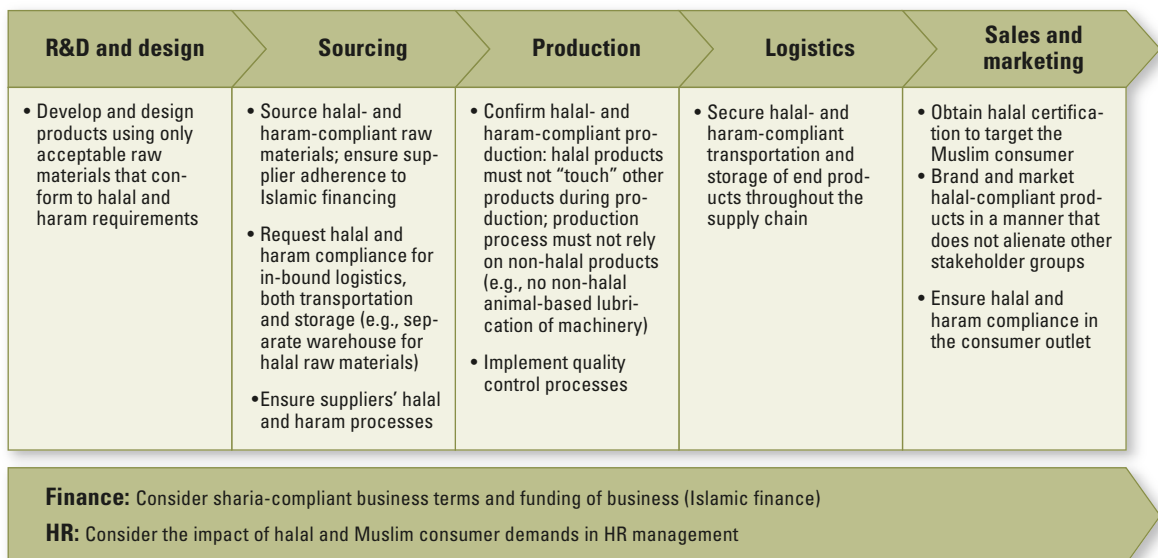 R&D and design
Sourcing
Production
Logistics
Sales and
marketing
• Develop and design
products using only
acceptable raw
materials that con-
form to halal and
haram requirements
• Source halal- and
haram-compliant raw
materials; ensure sup-
plier adherence to
Islamic financing
• Request halal and
haram compliance for
in-bound logistics,
both transportation
and storage (e.g., sep-
arate warehouse for
halal raw materials)
•Ensure suppliers’ halal
and haram processes
• Confirm halal- and
haram-compliant pro-
duction: halal products
must not “touch” other
products during pro-
duction; production
process must not rely
on non-halal products
(e.g., no non-halal
animal-based lubri-
cation of machinery)
• Implement quality
control processes
• Secure halal- and
haram-compliant
transportation and
storage of end prod-
ucts throughout the
supply chain
• Obtain halal certifica-
tion to target the
Muslim consumer
• Brand and market
halal-compliant prod-
ucts in a manner that
does not alienate other
stakeholder groups
• Ensure halal and
haram compliance in
the consumer outlet
Finance: Consider sharia-compliant business terms and funding of business (Islamic finance)
HR: Consider the impact of halal and Muslim consumer demands in HR management